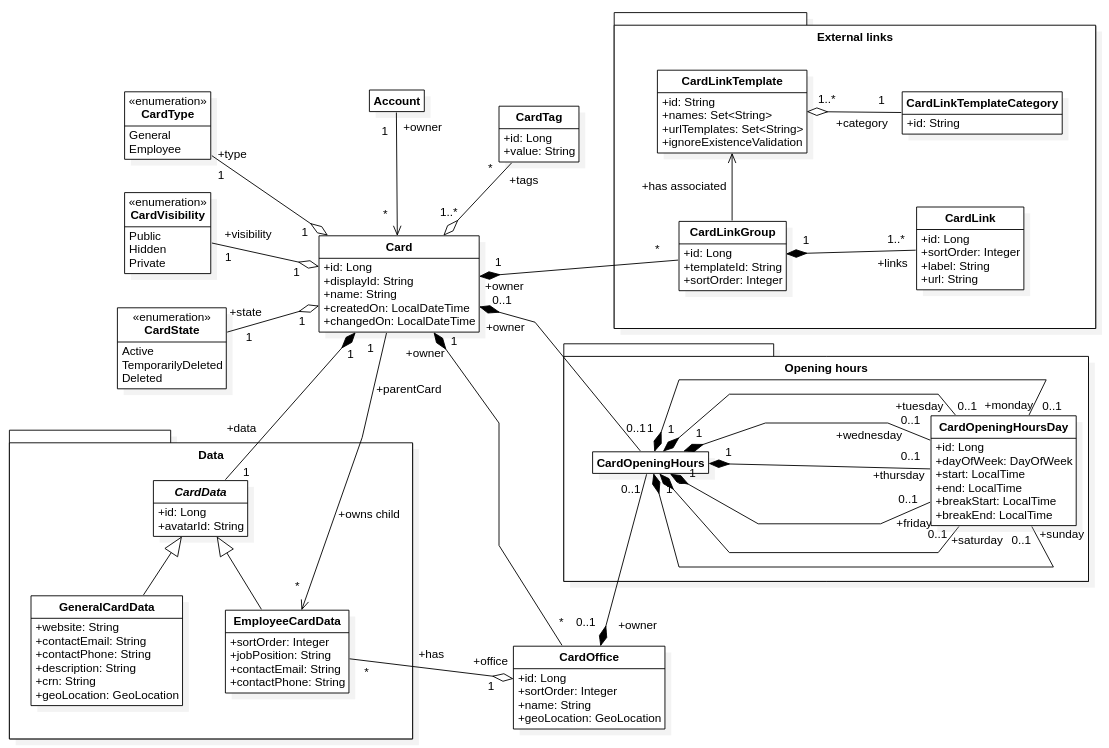 External links
CardLinkTemplate
+id: String
+names: Set<String>
+urlTemplates: Set<String>
+ignoreExistenceValidation
1..*
1
+category
CardLinkTemplateCategory
+id: String
«enumeration»
CardType
General
Employee
+type
1
1
Account
1
+owner
*
CardTag
+id: Long
+value: String
*
+tags
1..*
+has associated
«enumeration»
CardVisibility
Public
Hidden
Private
+visibility
1
1
Card
+id: Long
+displayId: String
+name: String
+createdOn: LocalDateTime
+changedOn: LocalDateTime
1
+owner
*
0..1
+owner
CardLinkGroup
+id: Long
+templateId: String
+sortOrder: Integer
1
1..*
+links
CardLink
+id: Long
+sortOrder: Integer
+label: String
+url: String
«enumeration»
CardState
Active
TemporarilyDeleted
Deleted
+state
1
1
1
1
+owner
1
+parentCard
+data
1
+owns child
*
Opening hours
+tuesday
0..1
+monday
0..1
0..1
1
1
1
+wednesday
0..1
CardOpeningHours
1
0..1
+thursday
0..1
1
1
0..1
+friday
0..1
+saturday
0..1
+sunday
CardOpeningHoursDay
+id: Long
+dayOfWeek: DayOfWeek
+start: LocalTime
+end: LocalTime
+breakStart: LocalTime
+breakEnd: LocalTime
Data
CardData
+id: Long
+avatarId: String
GeneralCardData
+website: String
+contactEmail: String
+contactPhone: String
+description: String
+crn: String
+geoLocation: GeoLocation
EmployeeCardData
+sortOrder: Integer
+jobPosition: String
+contactEmail: String
+contactPhone: String
*
+has
+office
1
*
0..1
+owner
CardOffice
+id: Long
+sortOrder: Integer
+name: String
+geoLocation: GeoLocation